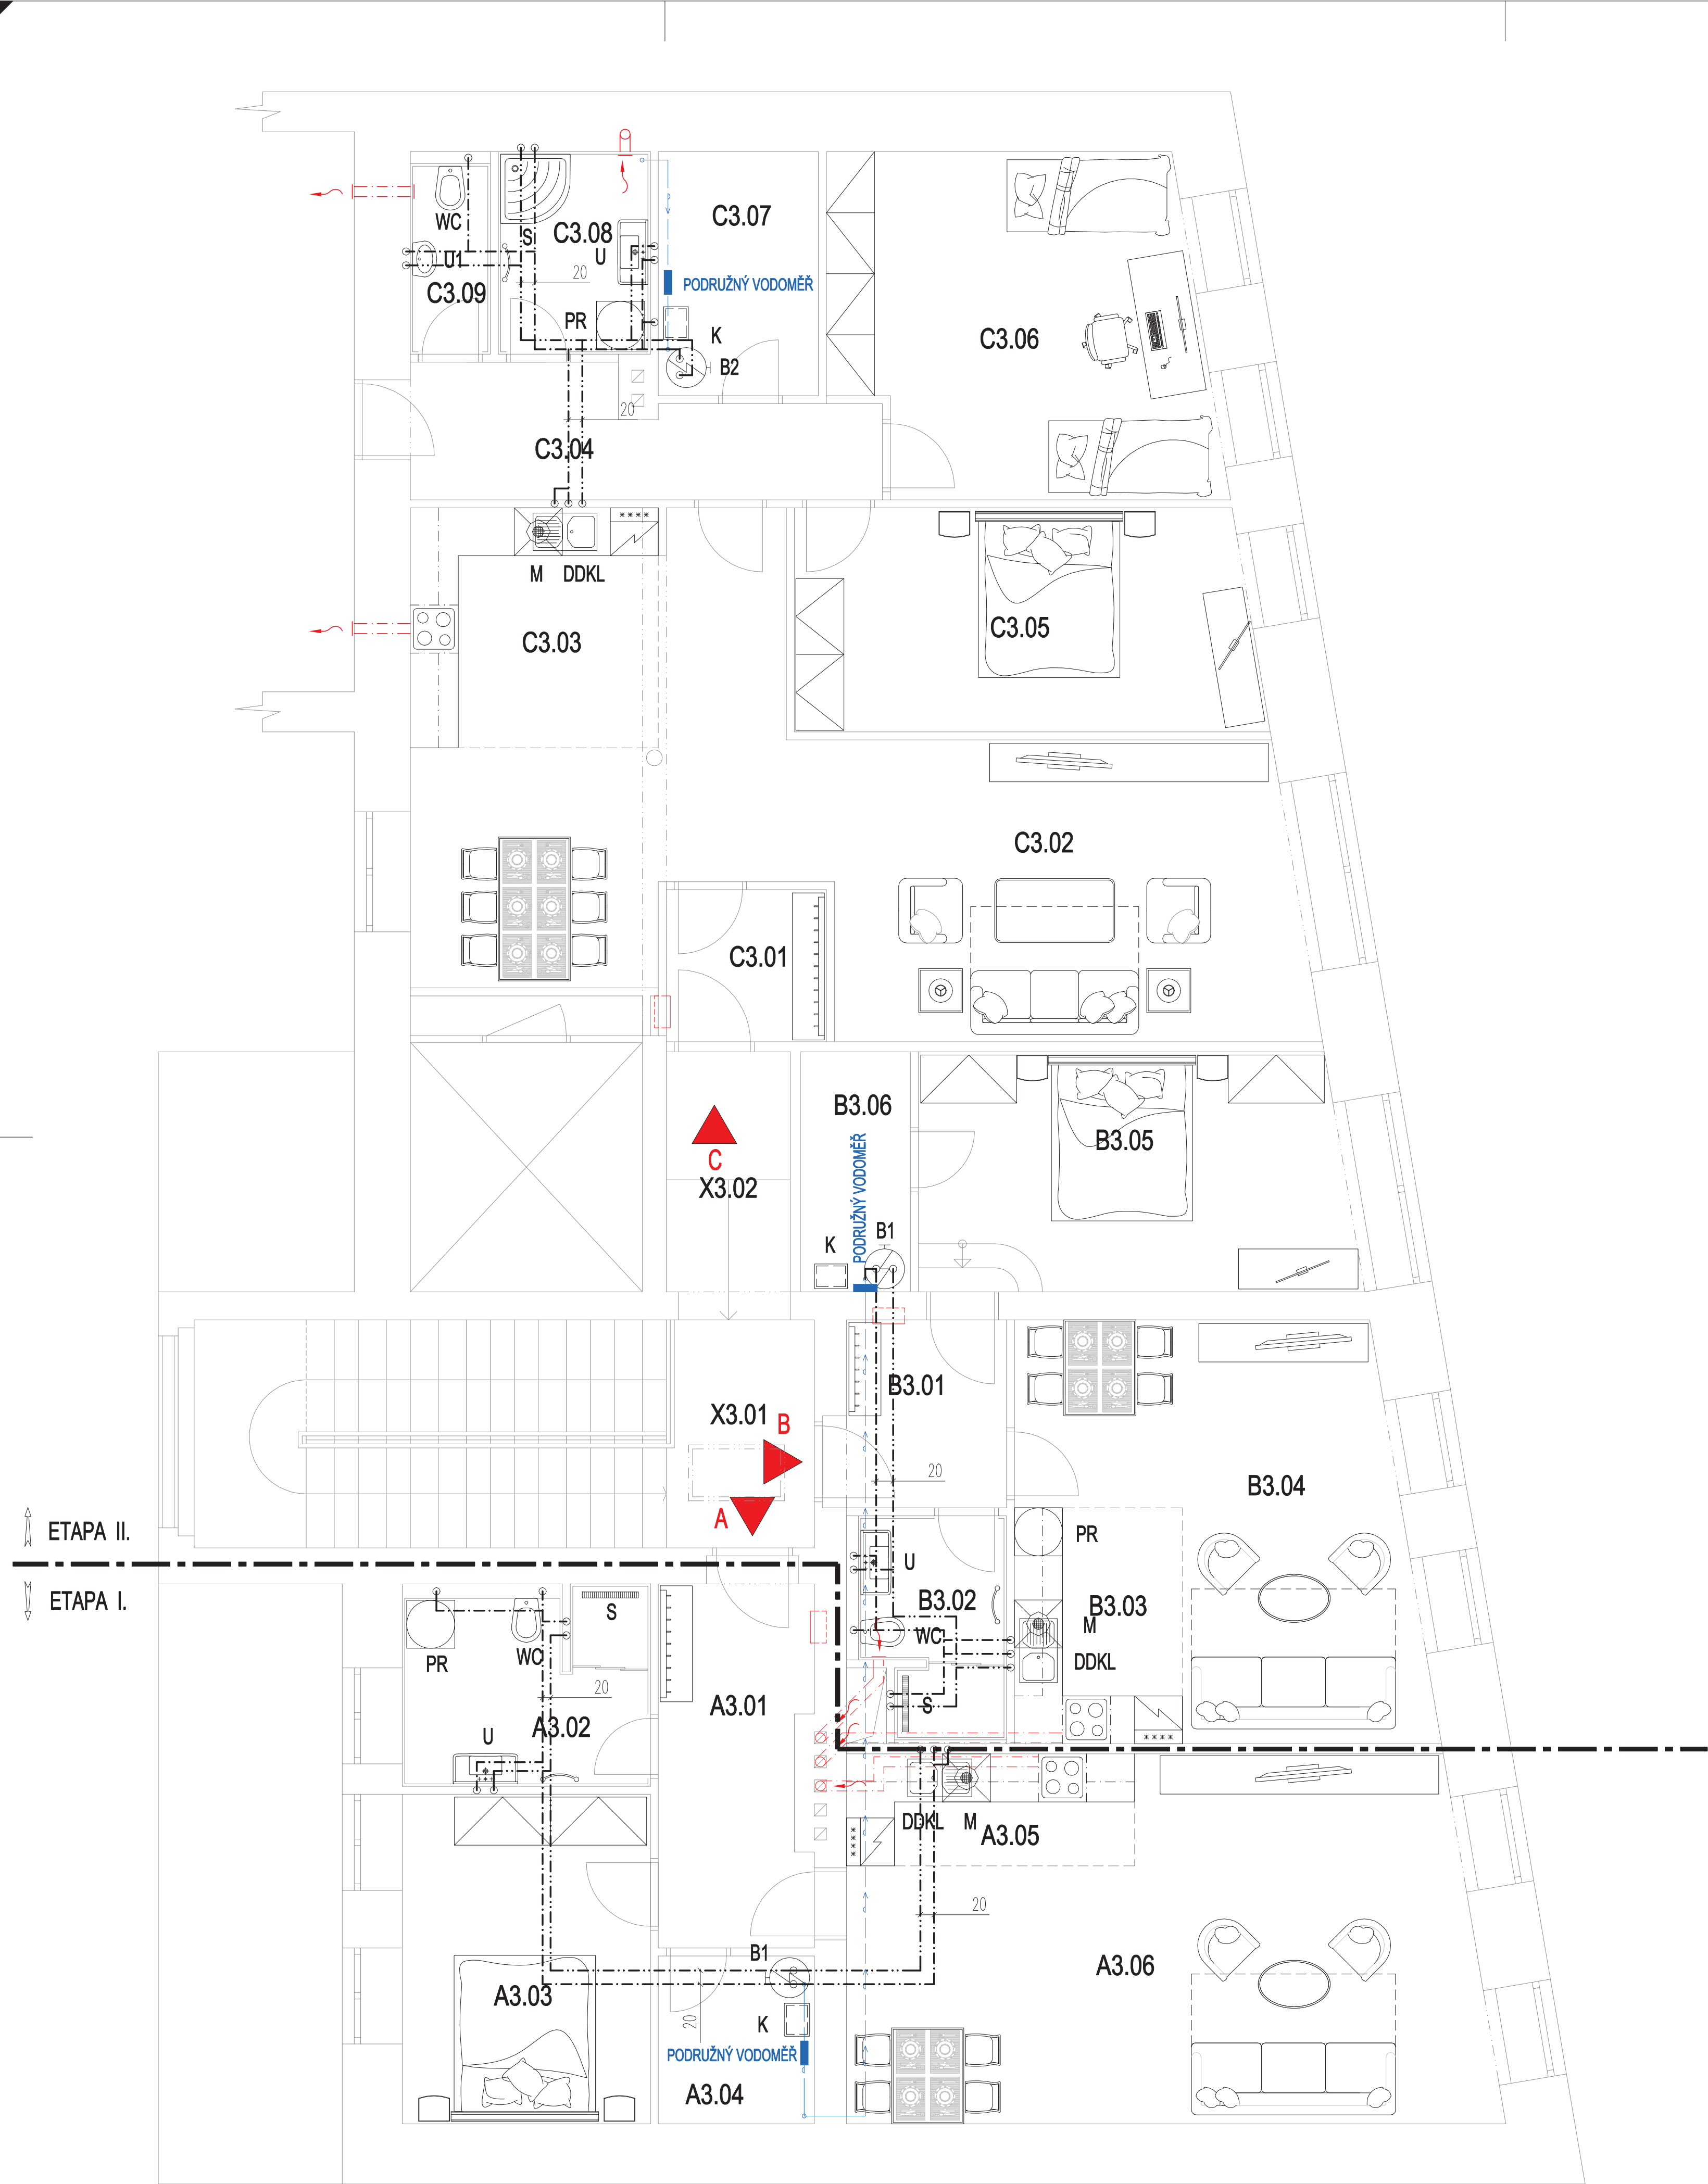 C3.07
WC
S
C3.08
U
U1
20
C3.09
PODRUŽNÝ VODOMĚŘ
PR
K
C3.06
B2
20
C3.04
M
DDKL
C3.03
C3.05
C3.02
C3.01
B3.06
B3.05
C
X3.02
PODRUŽNÝ VODOMĚŘ
K
B1
B3.01
X3.01
B
20
B3.04
A
ETAPA II.
ETAPA I.
PR
U
B3.02
B3.03
S
M
WC
WC
PR
DDKL
20
A3.01
S
A3.02
U
DDKL
M
A3.05
20
B1
A3.06
A3.03
20
K
PODRUŽNÝ VODOMĚŘ
A3.04